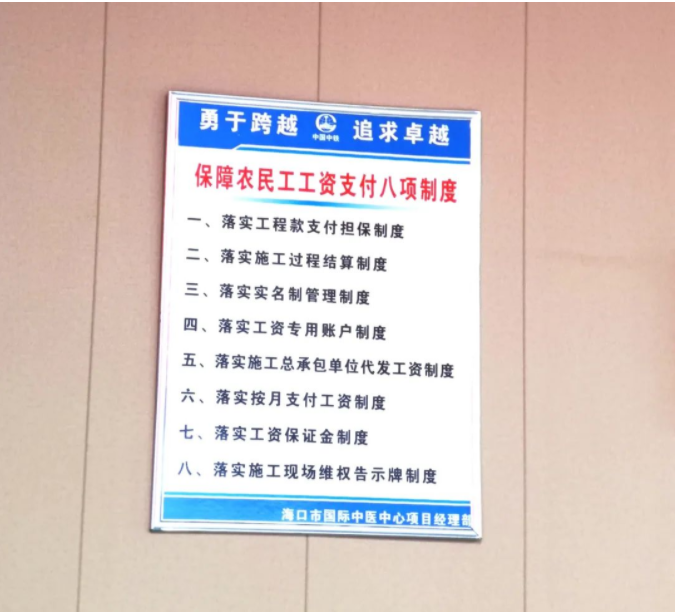 勇于跨越 中国中铁 追求卓越
保障农民工工资支付八项制度
一、落实工程款支付担保制度
二、落实施工过程结算制度
三、落实实名制管理制度
四、落实工资专用账户制度
五、落实施工总承包单位代发工资制度
六、落实按月支付工资制度
七、落实工资保证金制度
八、落实施工现场维权告示牌制度
海口市国际中医中心项目经理部